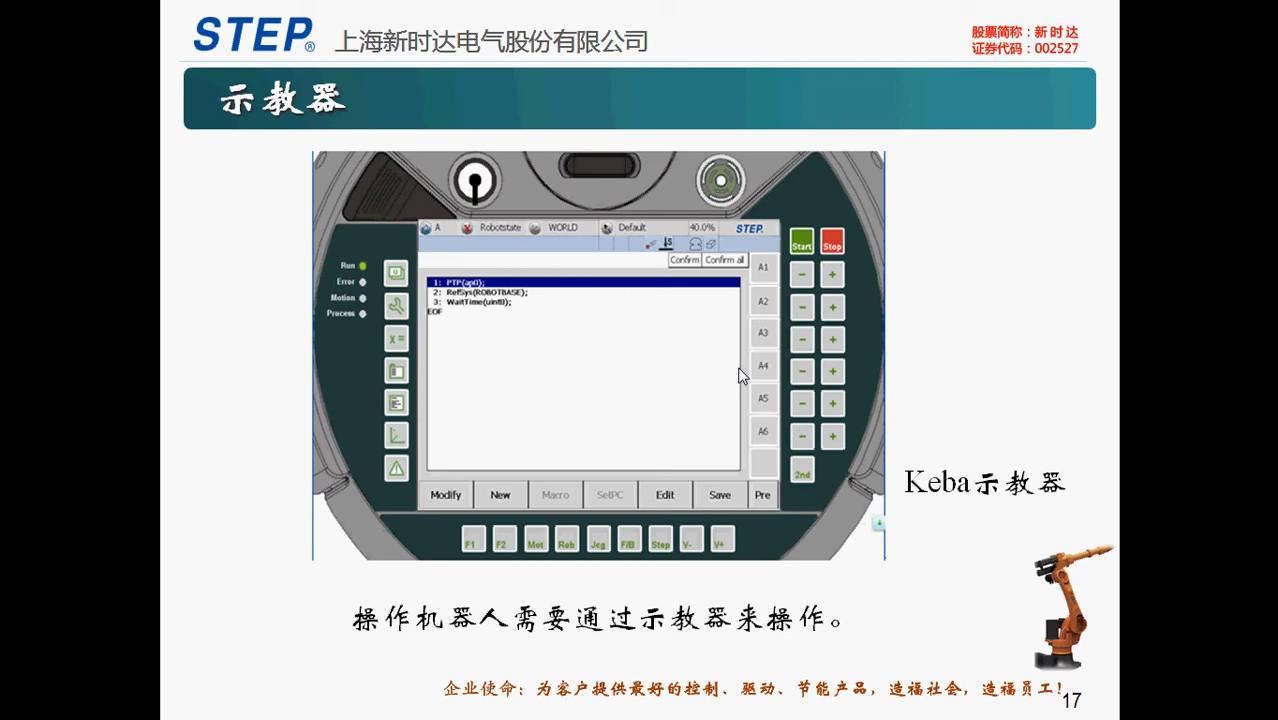 STEP® 上海新时达电气股份有限公司
股票简称：新时达
证券代码：002527
示教器
A Robotstate WORLD Default 40.0% STEP.
Confirm Confirm all
Start Stop
Run
Error
Motion
Process
1: PTP(ap0);
2: RefSys(ROBOTBASE);
3: WaitTime(uint0);
EOF
A1 - +
A2 - +
A3 - +
A4 - +
A5 - +
A6 - +
x =
2nd
Modify New Macro SetPC Edit Save Pre
F1 F2 Mot Rob Jog F/B Step V- V+
Keba示教器
操作机器人需要通过示教器来操作。
企业使命：为客户提供最好的控制、驱动、节能产品，造福社会，造福员工！
17